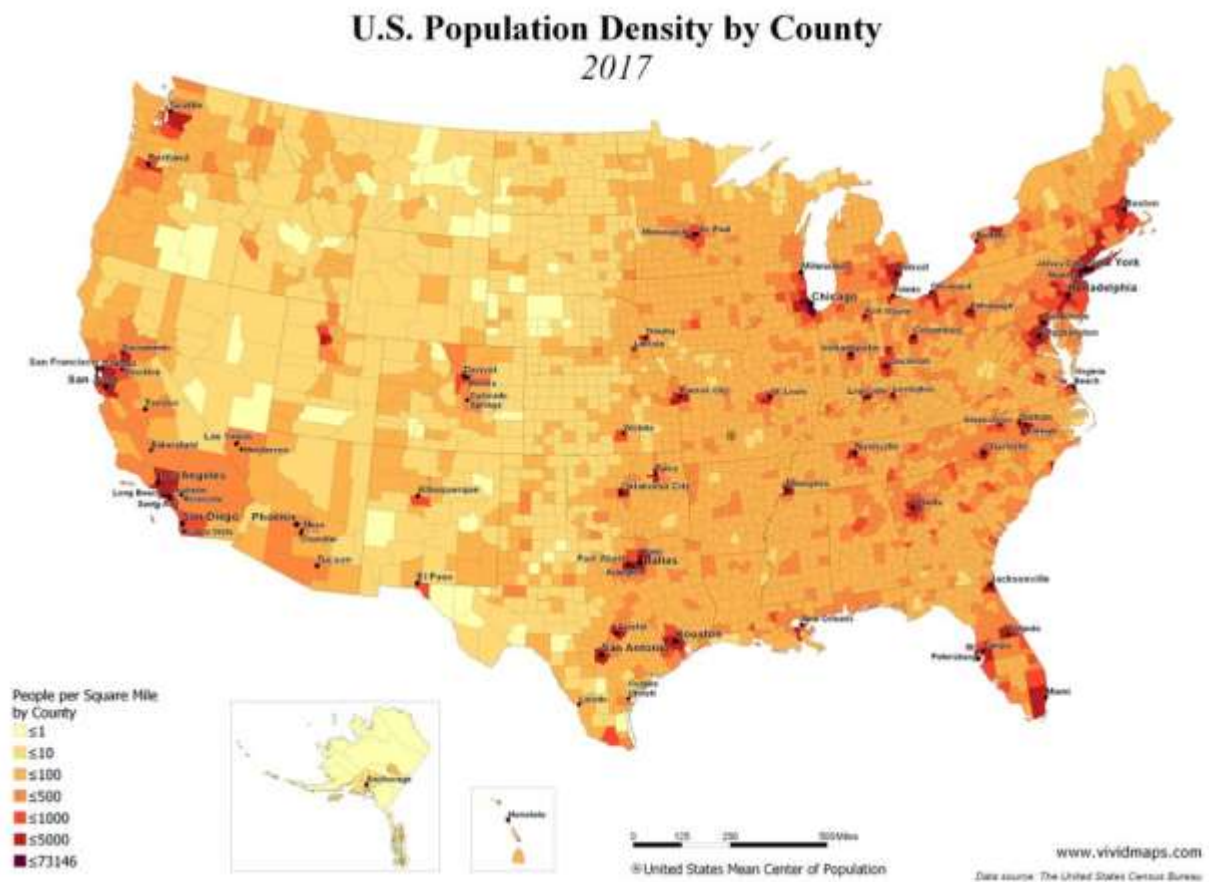 U.S. Population Density by County
2017
Seattle
Portland
Boston
Milwaukee
Detroit
New York
Chicago
Philadelphia
Toledo
Cleveland
Pittsburgh
Fort Wayne
Columbus
Washington
Omaha
Lincoln
Indianapolis
Cincinnati
Sacramento
San Francisco
San Jose
Denver
Aurora
Colorado
Springs
Virginia
Beach
Kansas City
St. Louis
Louisville
Lexington
Fresno
Las Vegas
Henderson
Bakersfield
Wichita
Durham
Raleigh
Nashville
Charlotte
Los Angeles
Long Beach
Albuquerque
Tulsa
Oklahoma City
Memphis
San Diego
Chula Vista
Phoenix
Mesa
Chandler
Tucson
El Paso
Fort Worth
Dallas
Arlington
Atlanta
Jacksonville
Austin
Houston
San Antonio
New Orleans
Orlando
Tampa
Petersburg
Miami
Laredo
Corpus
Christi
People per Square Mile
by County
≤1
≤10
≤100
≤500
≤1000
≤5000
≤73146
Anchorage
Honolulu
0 125 250 500 Miles
United States Mean Center of Population
www.vividmaps.com
Data source: The United States Census Bureau